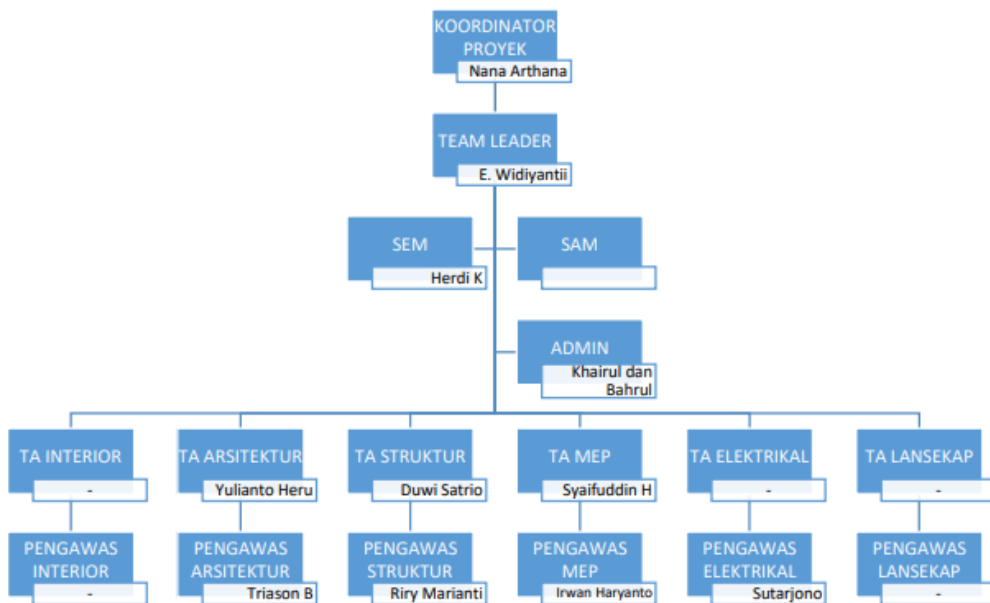 KOORDINATOR
PROYEK
Nana Arthana
TEAM LEADER
E. Widiyantii
SEM
Herdi K
SAM
ADMIN
Khairul dan
Bahrul
TA INTERIOR
-
TA ARSITEKTUR
Yulianto Heru
TA STRUKTUR
Duwi Satrio
TA MEP
Syaifuddin H
TA ELEKTRIKAL
-
TA LANSEKAP
-
PENGAWAS
INTERIOR
-
PENGAWAS
ARSITEKTUR
Triason B
PENGAWAS
STRUKTUR
Riry Marianti
PENGAWAS
MEP
Irwan Haryanto
PENGAWAS
ELEKTRIKAL
Sutarjono
PENGAWAS
LANSEKAP
-